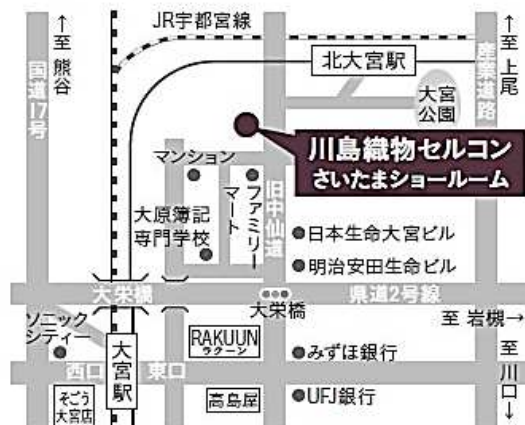 ↑至 熊谷
国道17号
JR宇都宮線
北大宮駅
産業道路
↑至 上尾
大宮
公園
川島織物セルコン
さいたまショールーム
マンション
ファミリー
マート
旧中仙道
大原簿記
専門学校
日本生命大宮ビル
明治安田生命ビル
大栄橋
大栄橋
県道2号線
至 岩槻→
ソニック
シティー
大宮駅
西口
東口
RAKUUN
ラクーン
みずほ銀行
至 川口↓
そごう
大宮店
高島屋
UFJ銀行